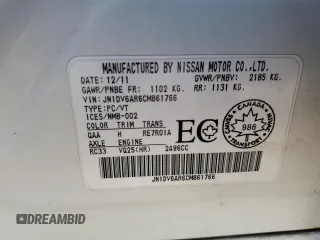 MANUFACTURED BY NISSAN MOTOR CO.,LTD.
DATE: 12/11 GVWR/PNBV: 2185 KG.
GAWR/PNBE FR: 1102 KG. RR: 1131 KG.
VIN: JN1DV6AR6CM861766
TYPE: PC/VT
ICES/NMB-002
COLOR TRIM TRANS
QAA H RE7R01A
AXLE ENGINE
RC33 VQ25(HR) 2496CC
EC
CANADA
986
TRANSPORT
JN1DV6AR6CM861766
AUTOBIDMASTER